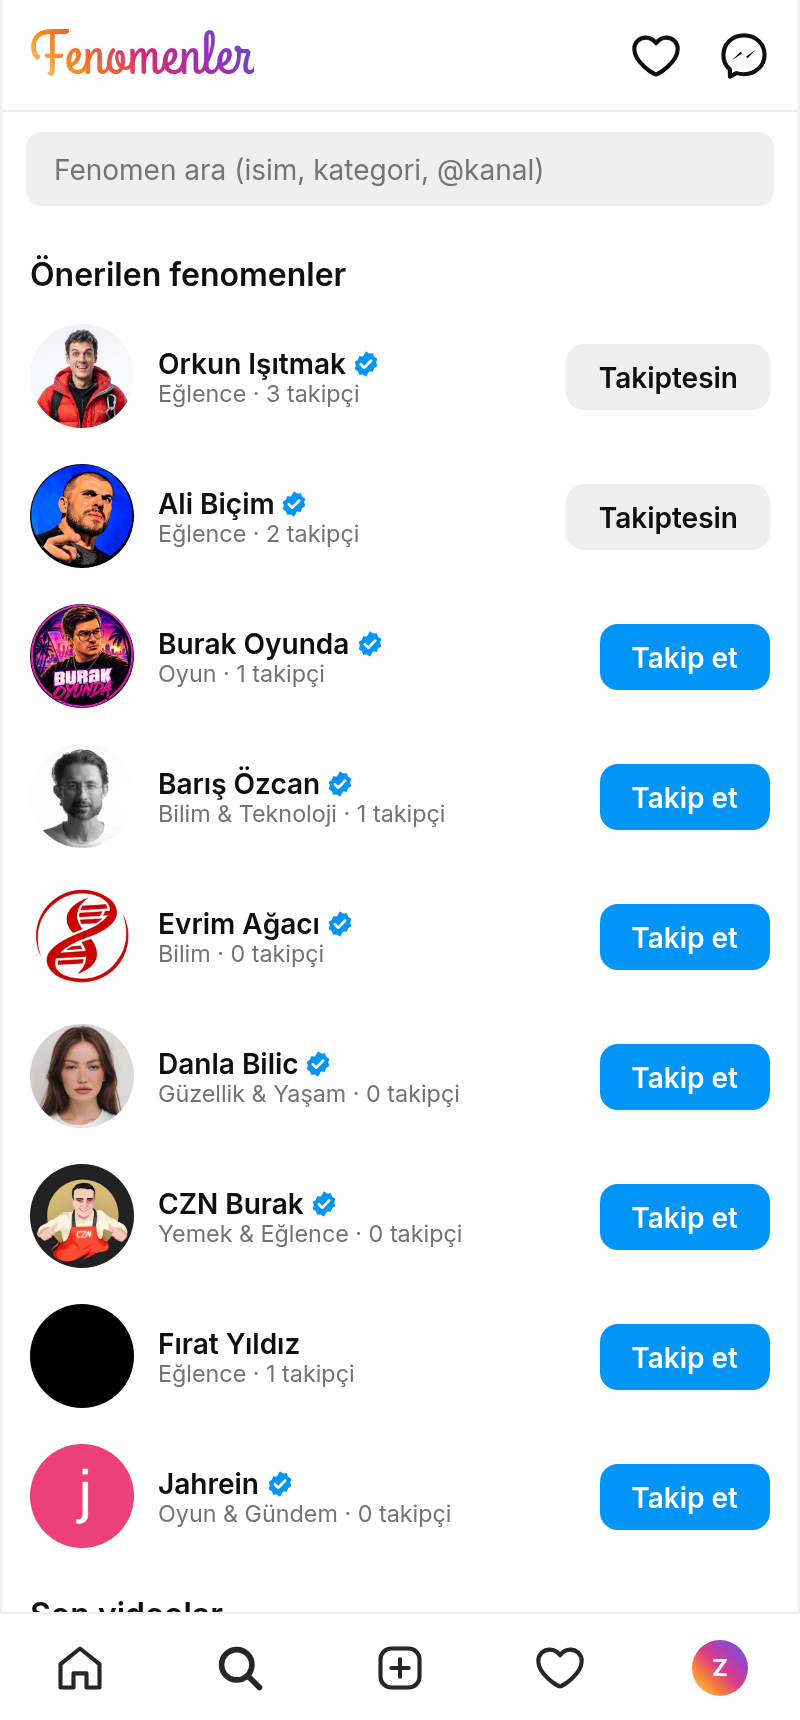 Fenomenler
Fenomen ara (isim, kategori, @kanal)
Önerilen fenomenler
Orkun Işıtmak
Eğlence · 3 takipçi
Takiptesin
Ali Biçim
Eğlence · 2 takipçi
Takiptesin
BURAK
OYUNDA
Burak Oyunda
Oyun · 1 takipçi
Takip et
Barış Özcan
Bilim & Teknoloji · 1 takipçi
Takip et
Evrim Ağacı
Bilim · 0 takipçi
Takip et
Danla Bilic
Güzellik & Yaşam · 0 takipçi
Takip et
CZN
CZN Burak
Yemek & Eğlence · 0 takipçi
Takip et
Fırat Yıldız
Eğlence · 1 takipçi
Takip et
j
Jahrein
Oyun & Gündem · 0 takipçi
Takip et
Son videolar
Z